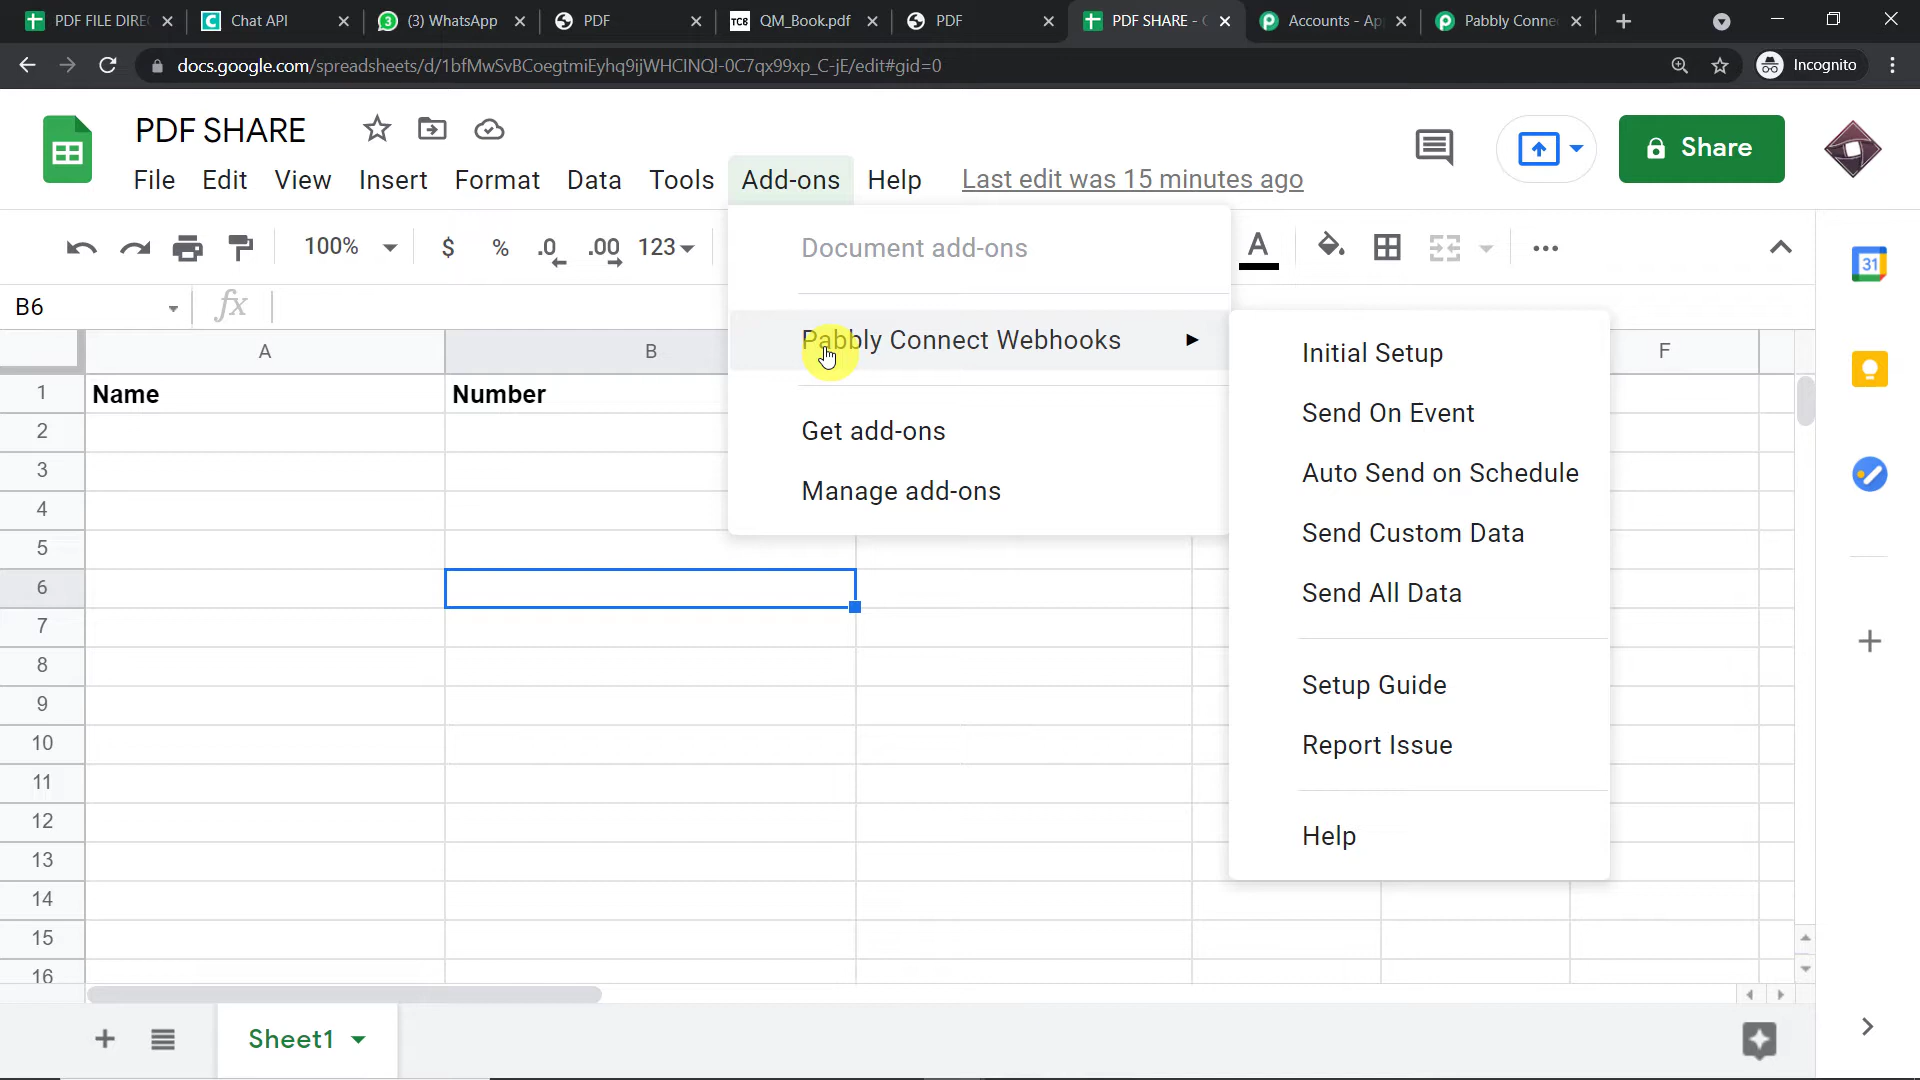 PDF FILE DIRE
Chat API
(3) WhatsApp
PDF
TCB
QM_Book.pdf
PDF
PDF SHARE -
Accounts - Ap
Pabbly Conne
docs.google.com/spreadsheets/d/1bfMwSvBCoegtmiEyhq9ijWHCINQI-0C7qx99xp_C-jE/edit#gid=0
Incognito
PDF SHARE
Share
File Edit View Insert Format Data Tools Add-ons Help Last edit was 15 minutes ago
100% $ % .0 .00 123 A
31
Document add-ons
B6 fx
Pabbly Connect Webhooks
Get add-ons
Manage add-ons
Initial Setup
Send On Event
Auto Send on Schedule
Send Custom Data
Send All Data
Setup Guide
Report Issue
Help
A B F
1 Name Number
2
3
4
5
6
7
8
9
10
11
12
13
14
15
16
Sheet1